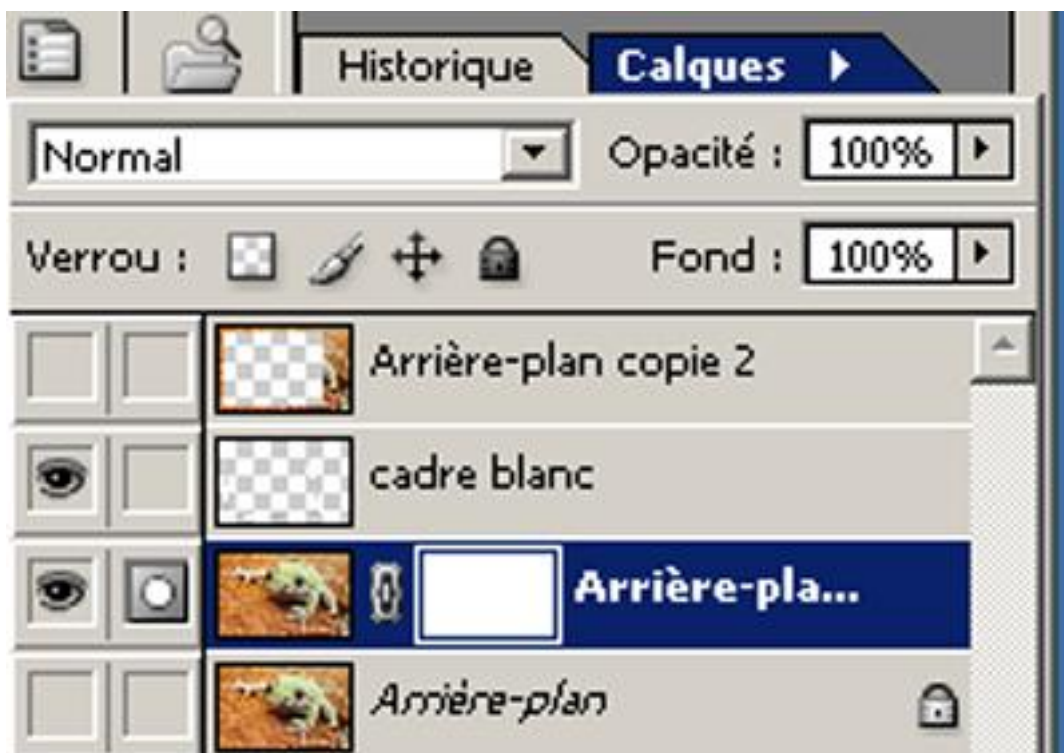 Historique Calques
Normal Opacité : 100%
Verrou : Fond : 100%
Arrière-plan copie 2
cadre blanc
Arrière-pla...
Arrière-plan